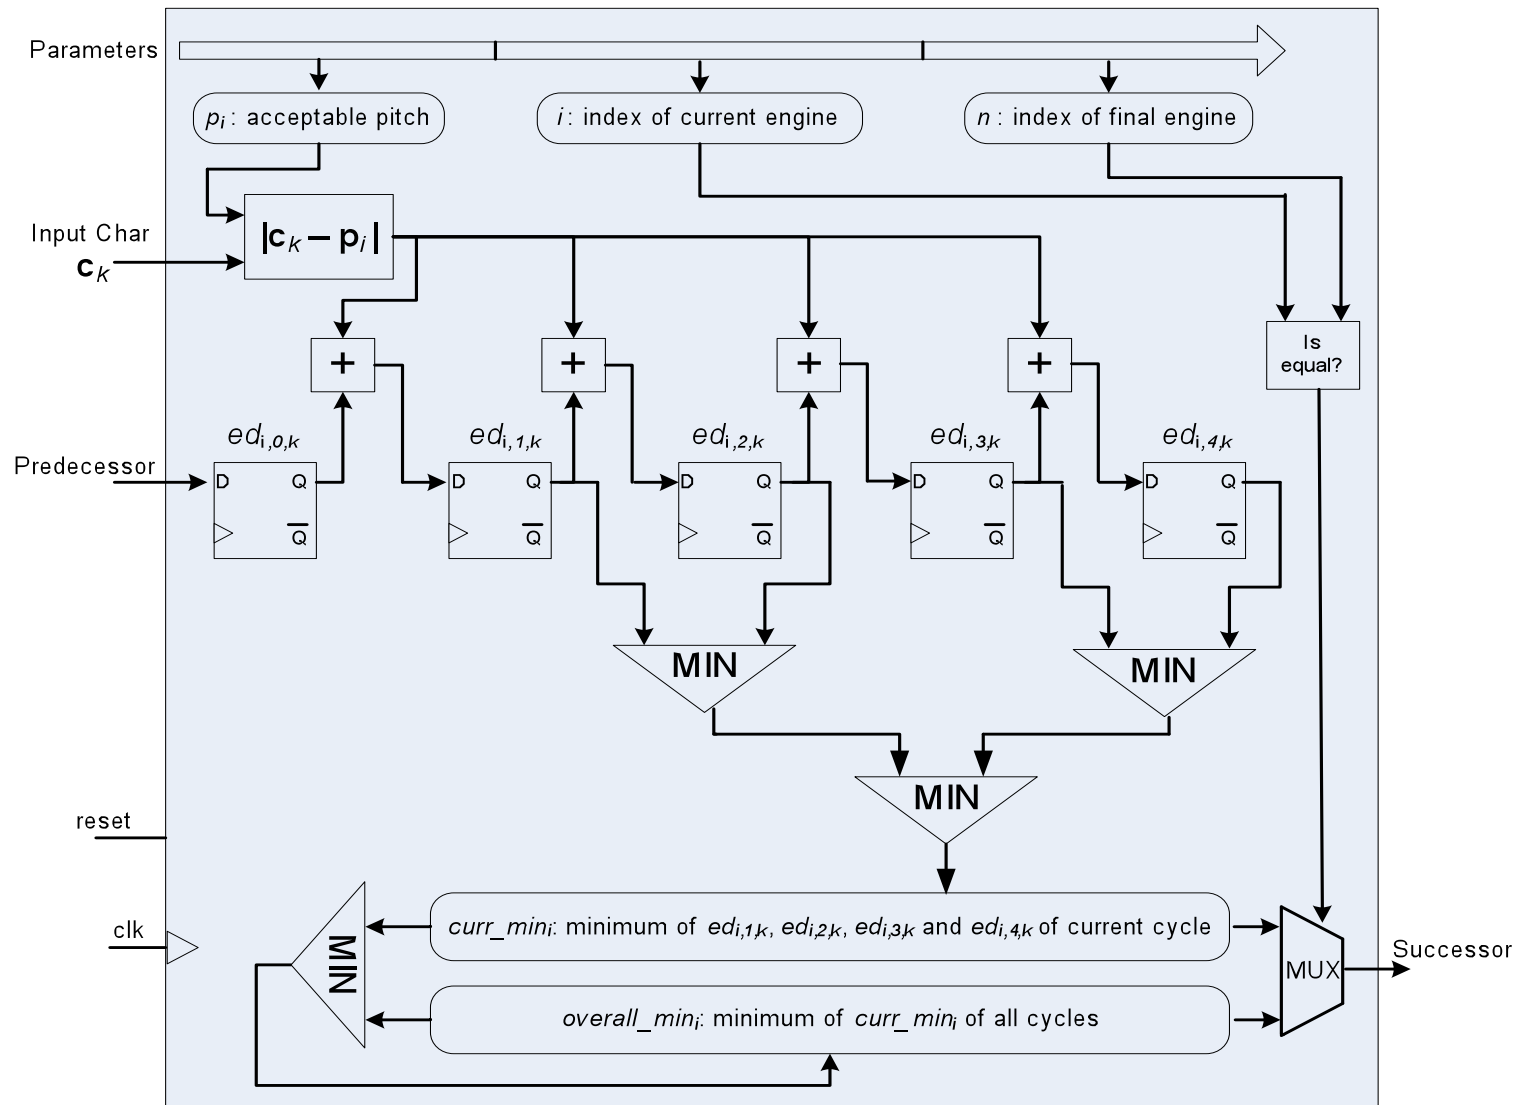 Parameters
pi : acceptable pitch
i : index of current engine
n : index of final engine
Input Char
ck
|ck – pi|
+
+
+
+
Is
equal?
edi,0,k
edi,1,k
edi,2,k
edi,3,k
edi,4,k
Predecessor
D Q
Q
D Q
Q
D Q
Q
D Q
Q
D Q
Q
MIN
MIN
MIN
reset
clk
MIN
curr_mini: minimum of edi,1,k, edi,2,k, edi,3,k and edi,4,k of current cycle
MUX
Successor
overall_mini: minimum of curr_mini of all cycles